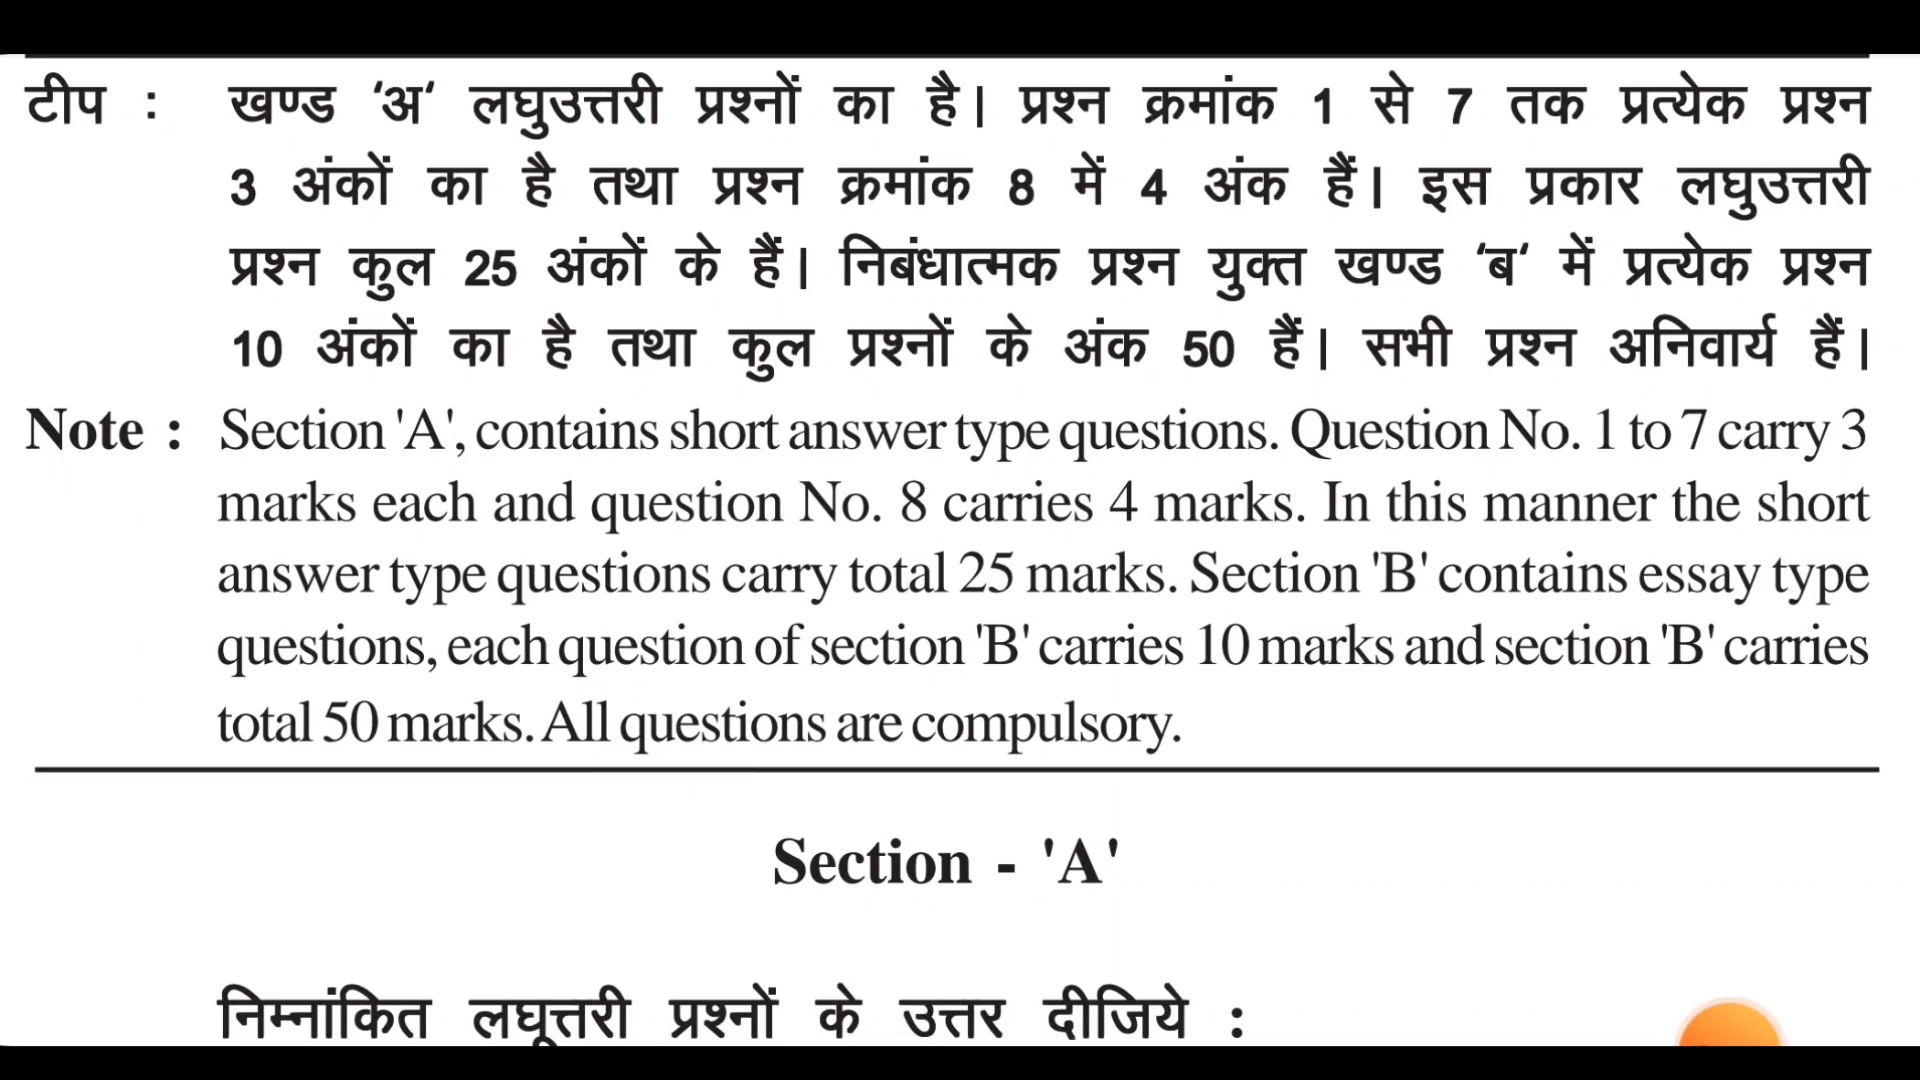 टीप : खण्ड ‘अ‘ लघुउत्तरी प्रश्नों का है। प्रश्न क्रमांक 1 से 7 तक प्रत्येक प्रश्न
3 अंकों का है तथा प्रश्न क्रमांक 8 में 4 अंक हैं। इस प्रकार लघुउत्तरी
प्रश्न कुल 25 अंकों के हैं। निबंधात्मक प्रश्न युक्त खण्ड ‘ब‘ में प्रत्येक प्रश्न
10 अंकों का है तथा कुल प्रश्नों के अंक 50 हैं। सभी प्रश्न अनिवार्य हैं।
Note : Section 'A', contains short answer type questions. Question No. 1 to 7 carry 3
marks each and question No. 8 carries 4 marks. In this manner the short
answer type questions carry total 25 marks. Section 'B' contains essay type
questions, each question of section 'B' carries 10 marks and section 'B' carries
total 50 marks. All questions are compulsory.
Section - 'A'
निम्नांकित लघूत्तरी प्रश्नों के उत्तर दीजिये :